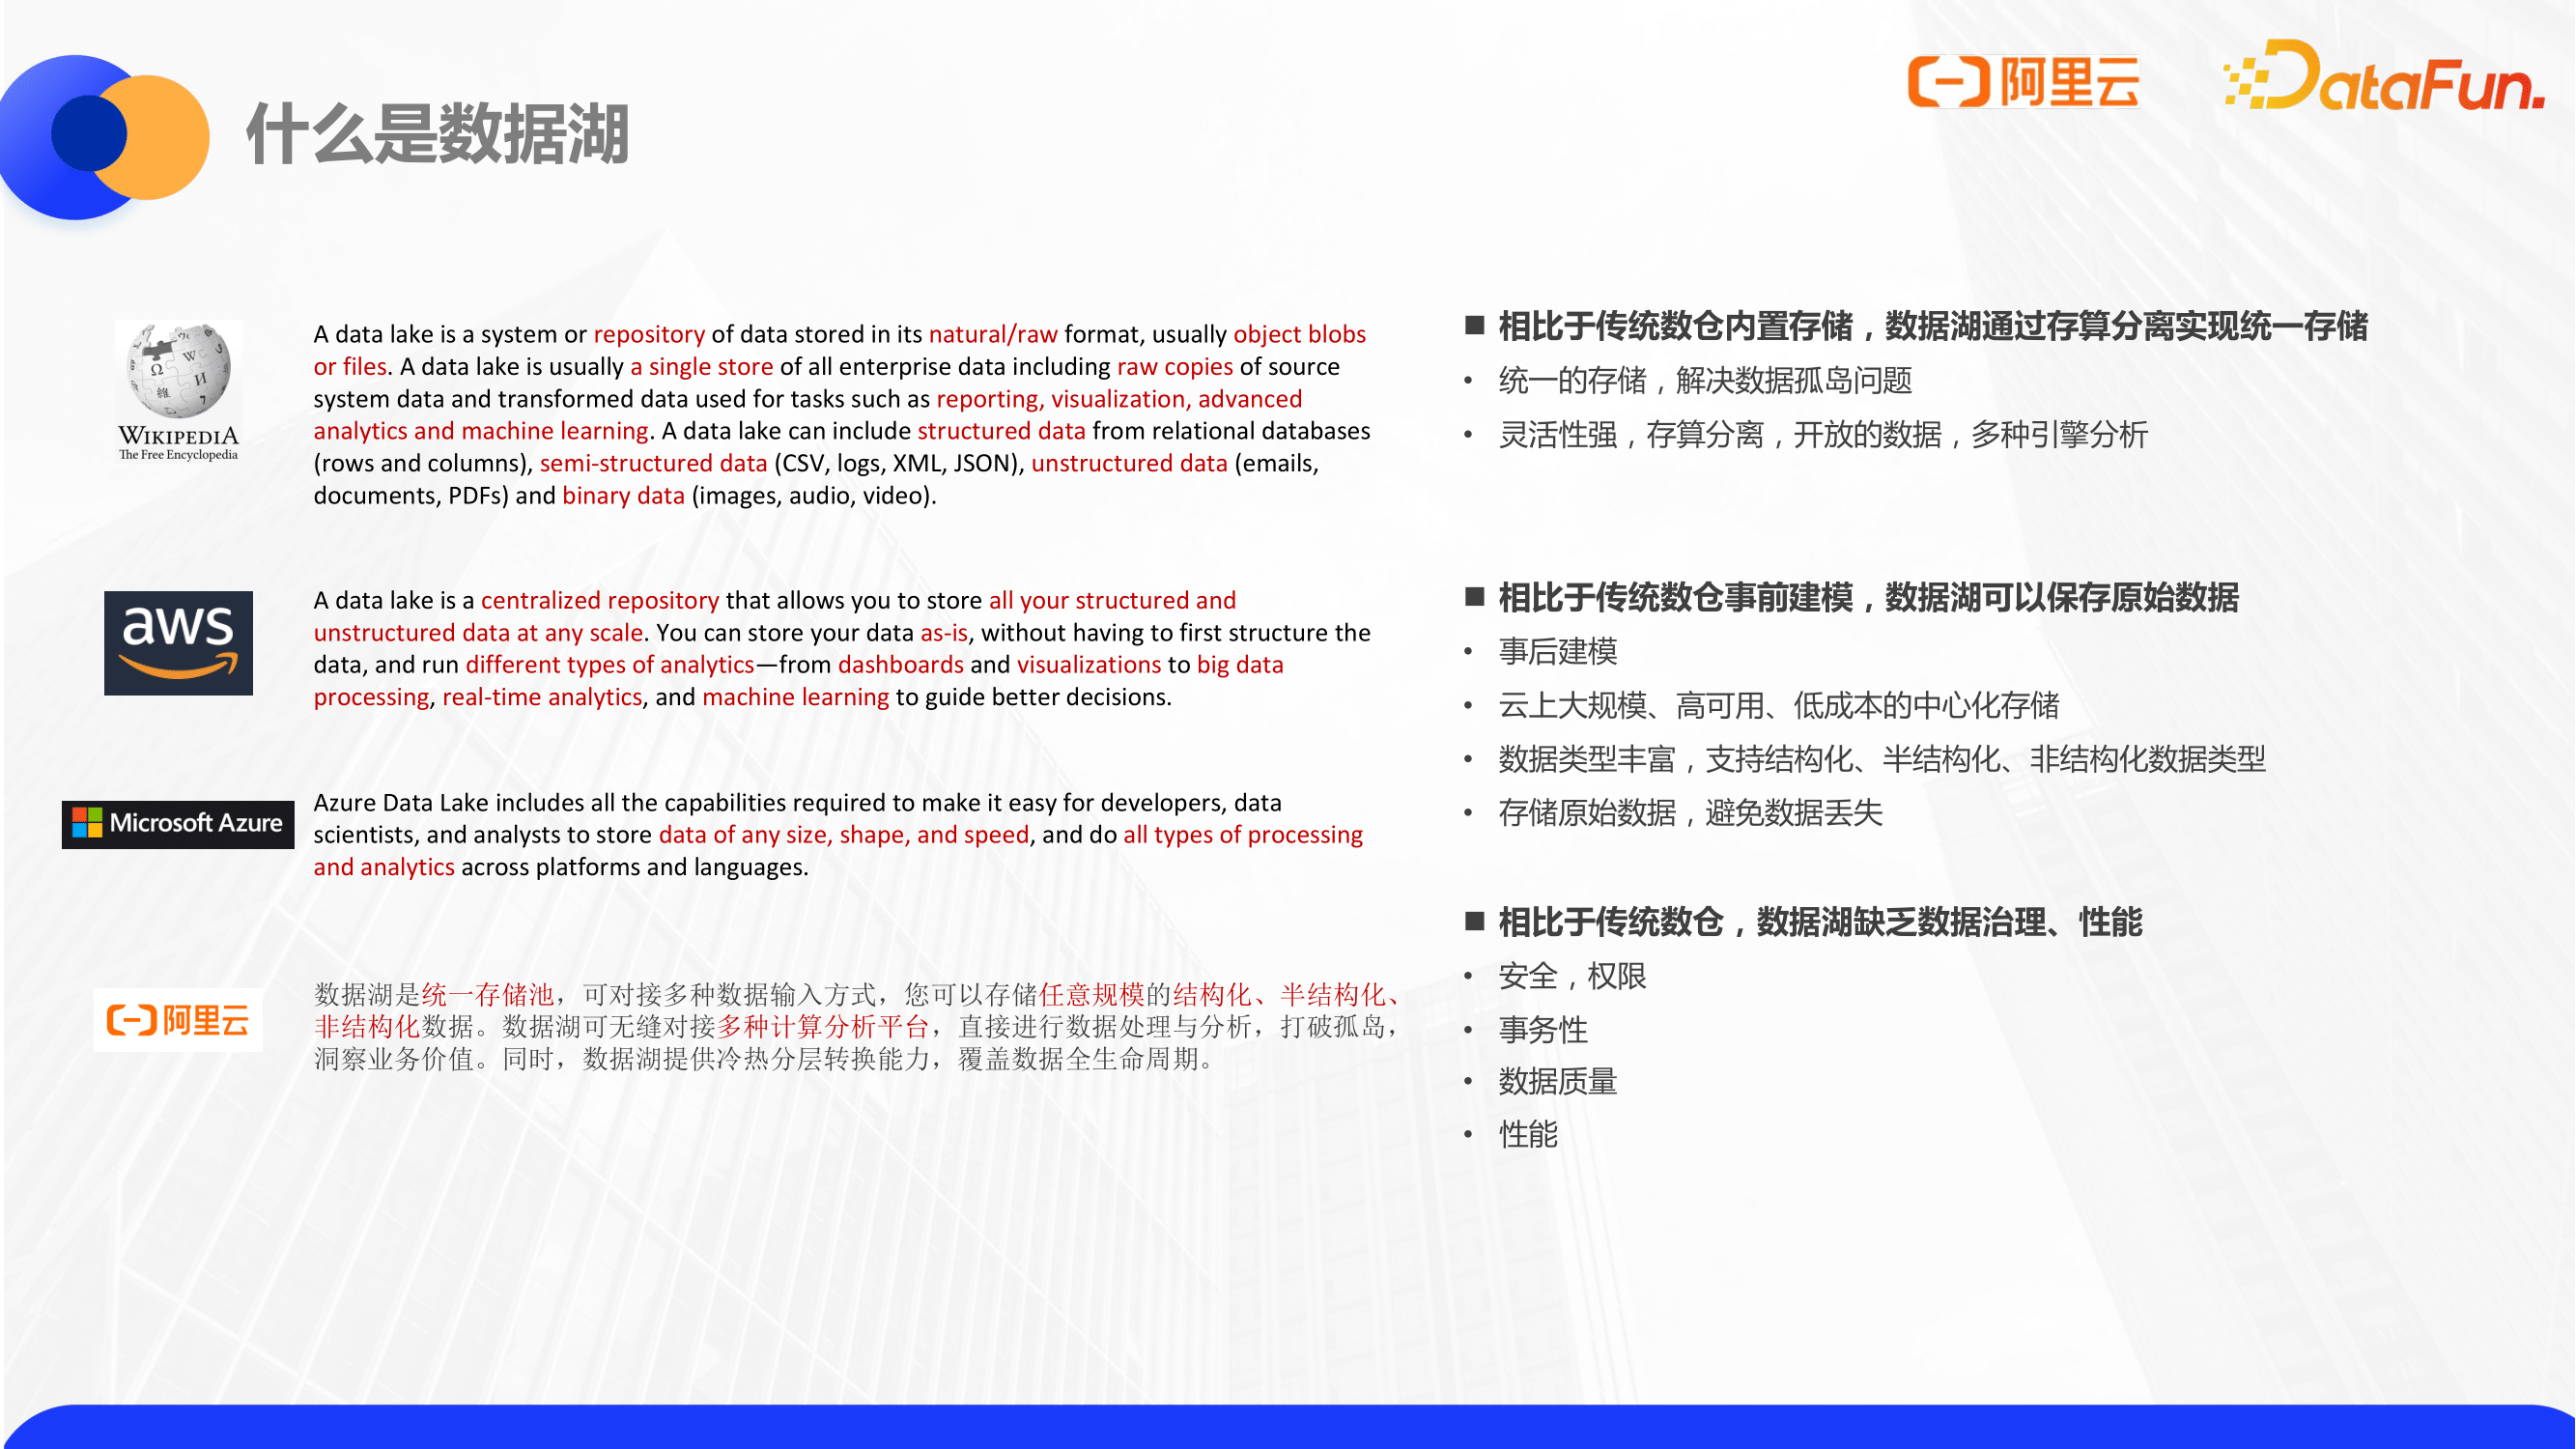 什么是数据湖
阿里云
DataFun.
WIKIPEDIA
The Free Encyclopedia
A data lake is a system or repository of data stored in its natural/raw format, usually object blobs
or files. A data lake is usually a single store of all enterprise data including raw copies of source
system data and transformed data used for tasks such as reporting, visualization, advanced
analytics and machine learning. A data lake can include structured data from relational databases
(rows and columns), semi-structured data (CSV, logs, XML, JSON), unstructured data (emails,
documents, PDFs) and binary data (images, audio, video).
aws
A data lake is a centralized repository that allows you to store all your structured and
unstructured data at any scale. You can store your data as-is, without having to first structure the
data, and run different types of analytics—from dashboards and visualizations to big data
processing, real-time analytics, and machine learning to guide better decisions.
Microsoft Azure
Azure Data Lake includes all the capabilities required to make it easy for developers, data
scientists, and analysts to store data of any size, shape, and speed, and do all types of processing
and analytics across platforms and languages.
阿里云
数据湖是统一存储池，可对接多种数据输入方式，您可以存储任意规模的结构化、半结构化、
非结构化数据。数据湖可无缝对接多种计算分析平台，直接进行数据处理与分析，打破孤岛，
洞察业务价值。同时，数据湖提供冷热分层转换能力，覆盖数据全生命周期。
■ 相比于传统数仓内置存储，数据湖通过存算分离实现统一存储
• 统一的存储，解决数据孤岛问题
• 灵活性强，存算分离，开放的数据，多种引擎分析
■ 相比于传统数仓事前建模，数据湖可以保存原始数据
• 事后建模
• 云上大规模、高可用、低成本的中心化存储
• 数据类型丰富，支持结构化、半结构化、非结构化数据类型
• 存储原始数据，避免数据丢失
■ 相比于传统数仓，数据湖缺乏数据治理、性能
• 安全，权限
• 事务性
• 数据质量
• 性能